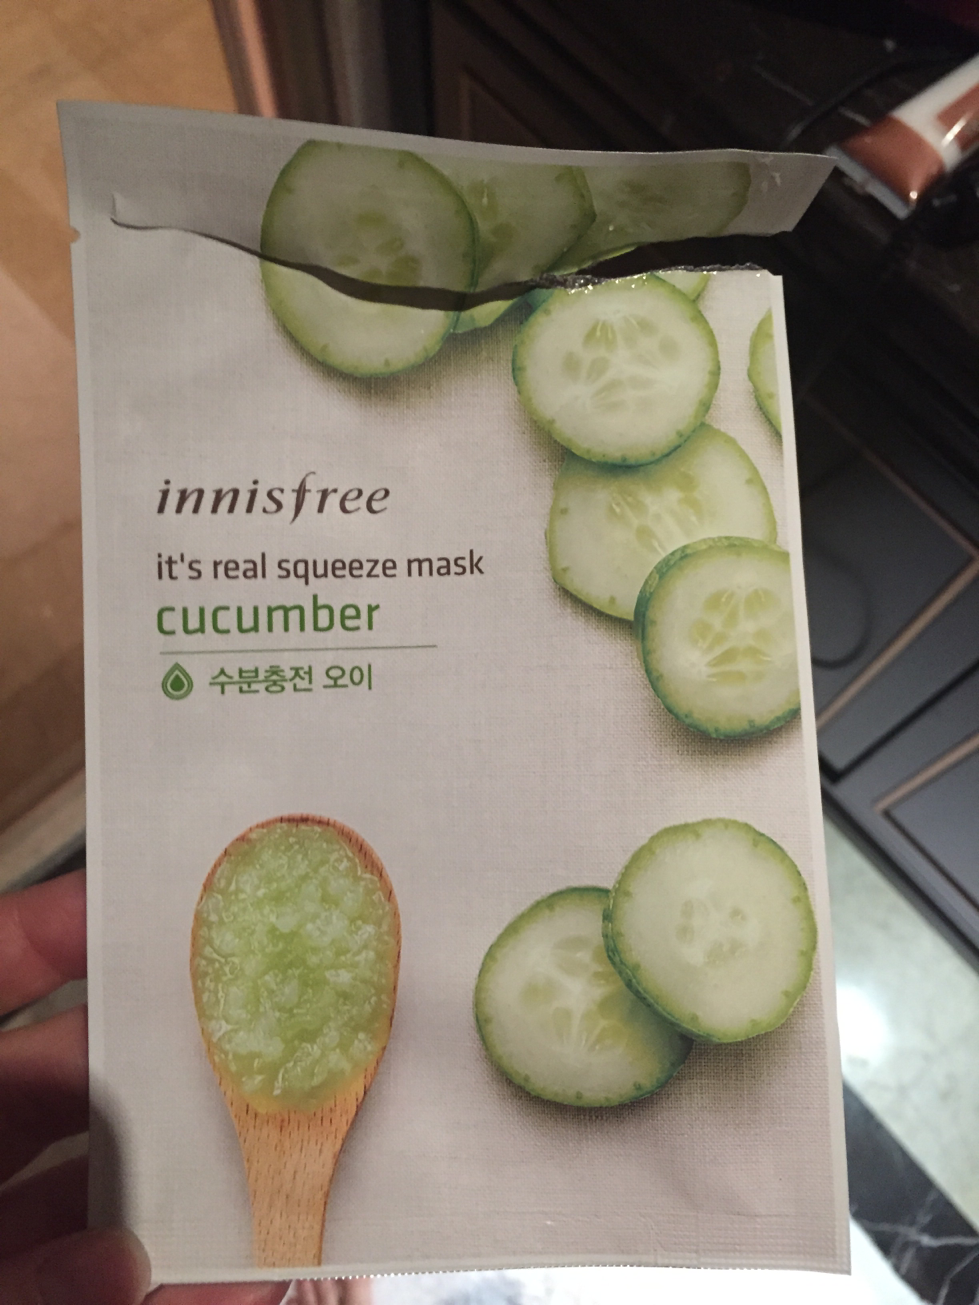 innisfree
it's real squeeze mask
cucumber
수분충전 오이